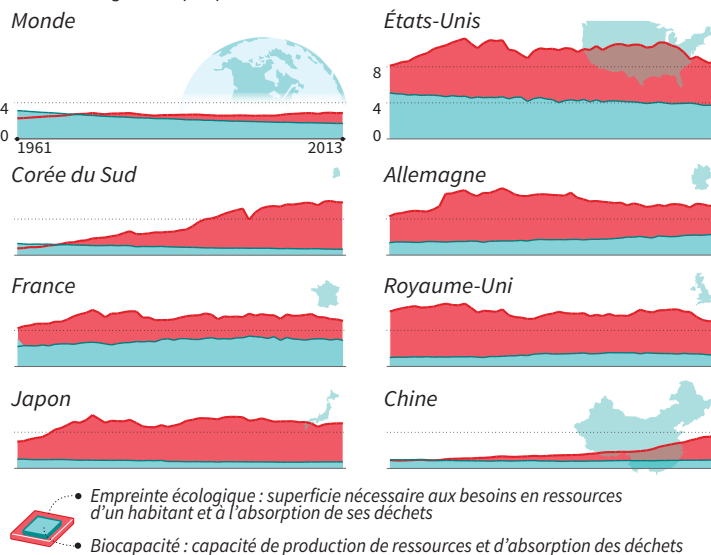 Monde
États-Unis
4
0
1961
2013
8
4
0
Corée du Sud
Allemagne
France
Royaume-Uni
Japon
Chine
Empreinte écologique : superficie nécessaire aux besoins en ressources
d'un habitant et à l'absorption de ses déchets
Biocapacité : capacité de production de ressources et d'absorption des déchets